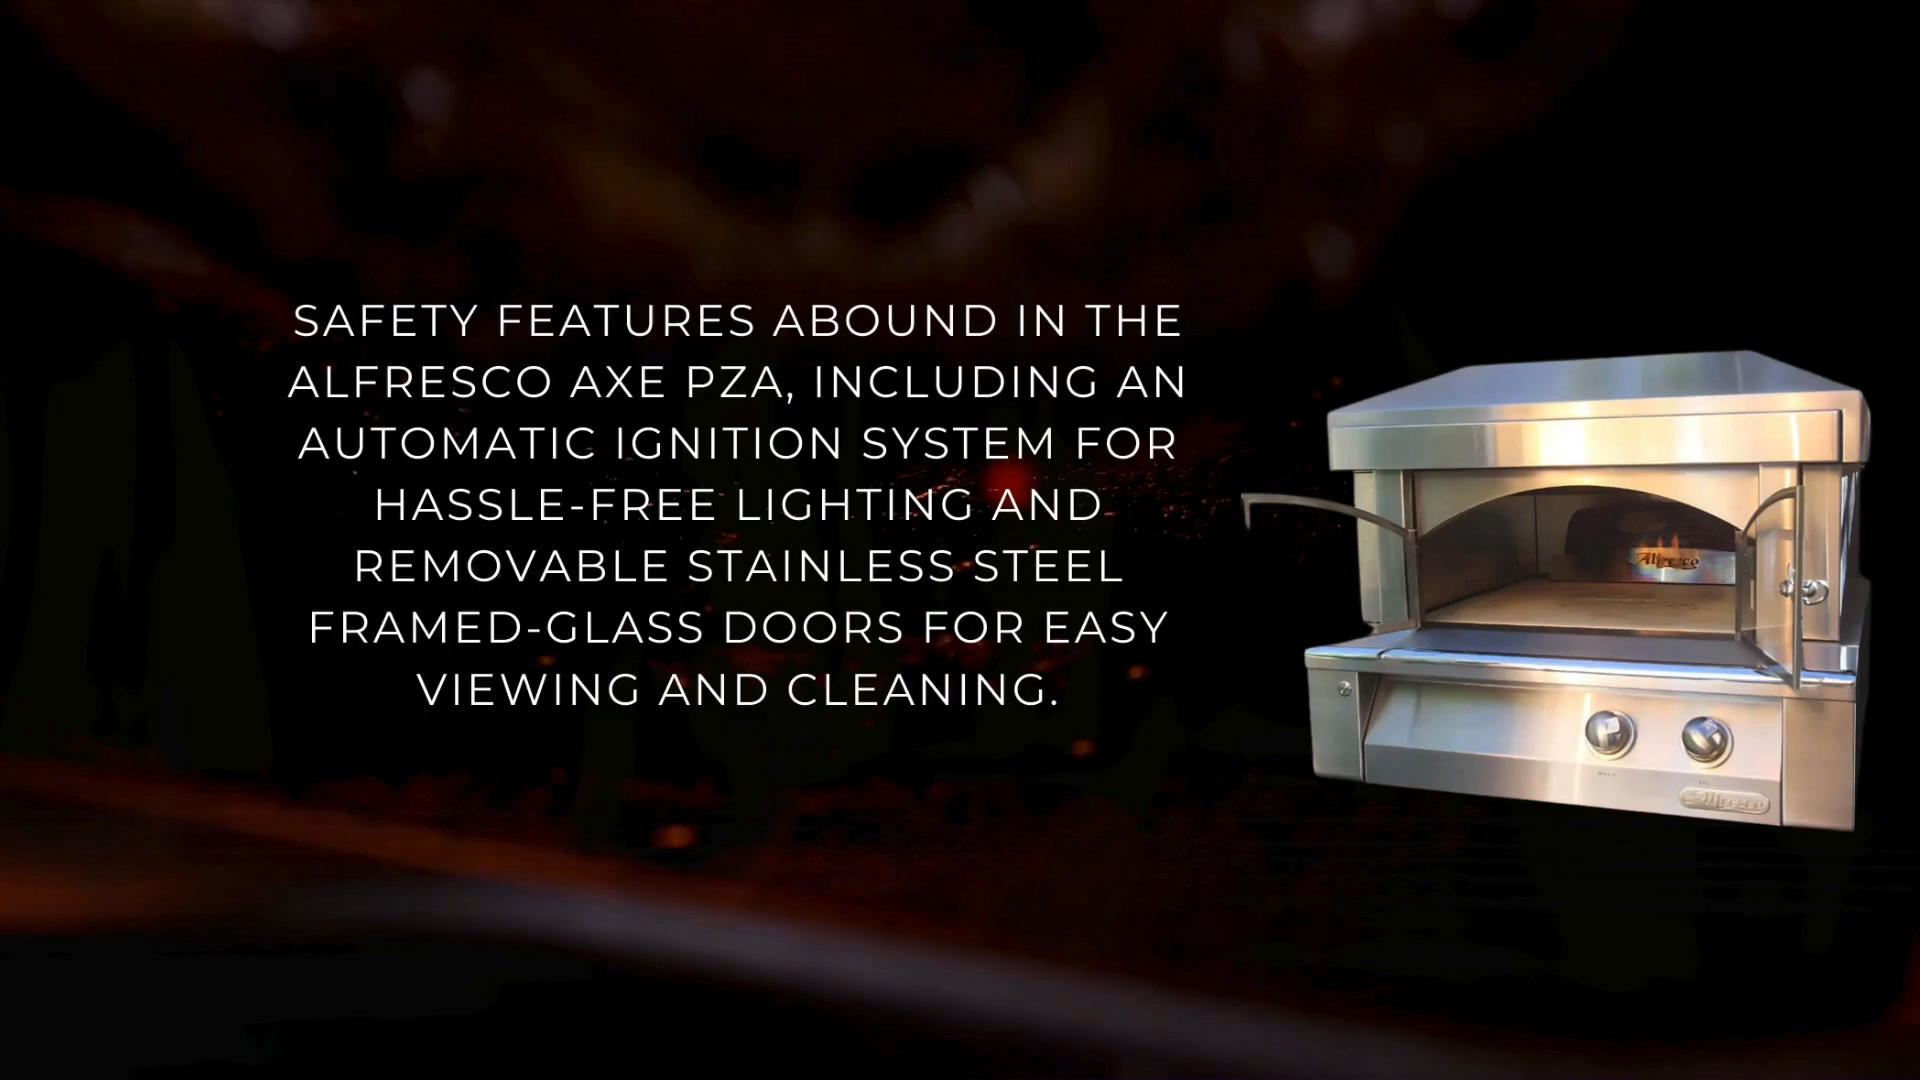 SAFETY FEATURES ABOUND IN THE
ALFRESCO AXE PZA, INCLUDING AN
AUTOMATIC IGNITION SYSTEM FOR
HASSLE-FREE LIGHTING AND
REMOVABLE STAINLESS STEEL
FRAMED-GLASS DOORS FOR EASY
VIEWING AND CLEANING.
Alfresco
Alfresco